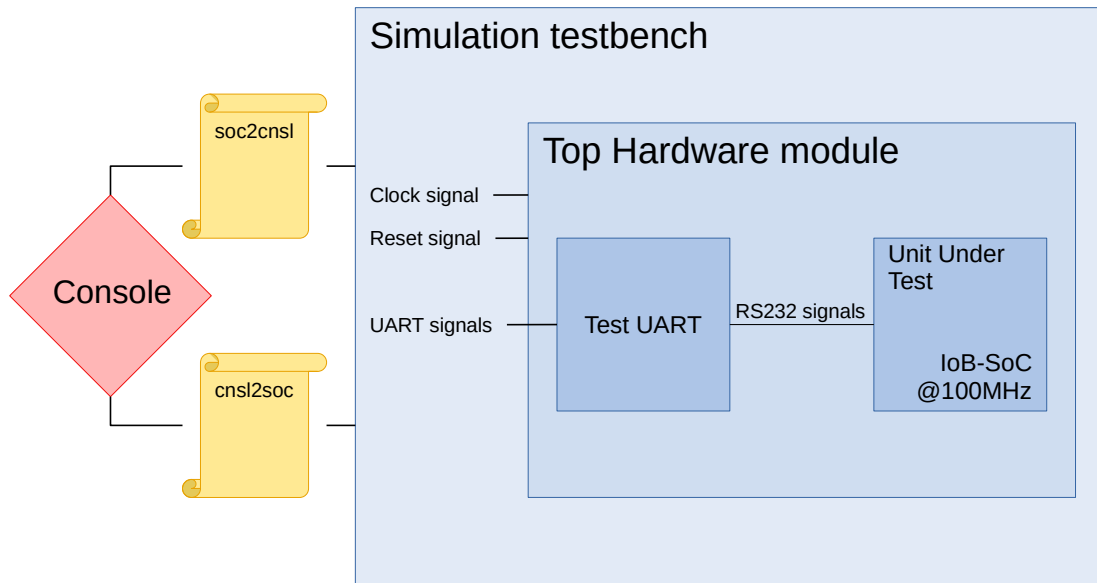 Simulation testbench
soc2cnsl
Top Hardware module
Clock signal
Reset signal
Unit Under
Test
Console
RS232 signals
UART signals
Test UART
IoB-SoC
@100MHz
cnsl2soc